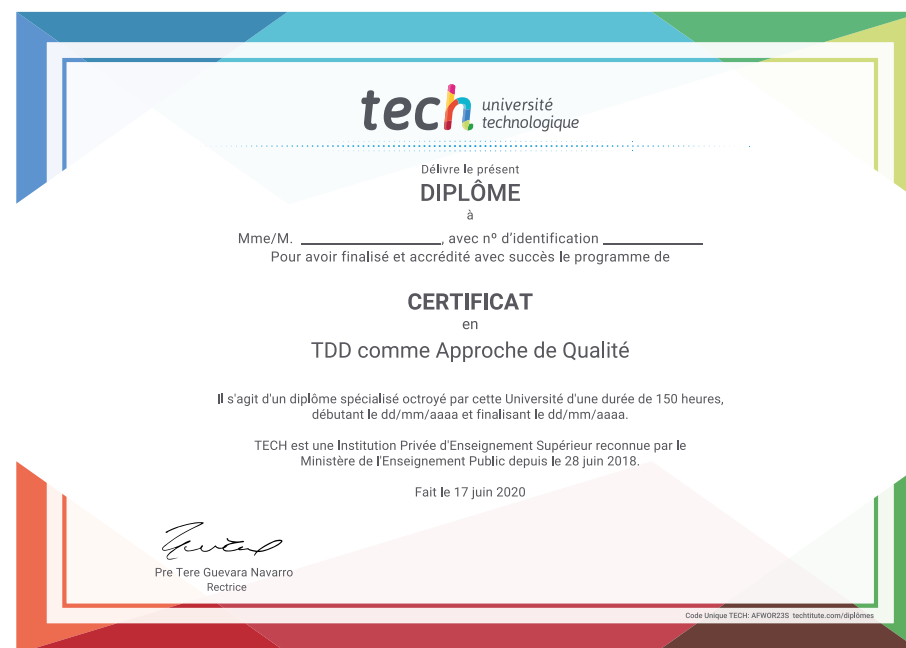 tech université
technologique
Délivre le présent
DIPLÔME
à
Mme/M. ____________________, avec nº d'identification ______________
Pour avoir finalisé et accrédité avec succès le programme de
CERTIFICAT
en
TDD comme Approche de Qualité
Il s'agit d'un diplôme spécialisé octroyé par cette Université d'une durée de 150 heures,
débutant le dd/mm/aaaa et finalisant le dd/mm/aaaa.
TECH est une Institution Privée d'Enseignement Supérieur reconnue par le
Ministère de l'Enseignement Public depuis le 28 juin 2018.
Fait le 17 juin 2020
Pre Tere Guevara Navarro
Rectrice
Code Unique TECH: AFWOR23S techtitute.com/diplômes